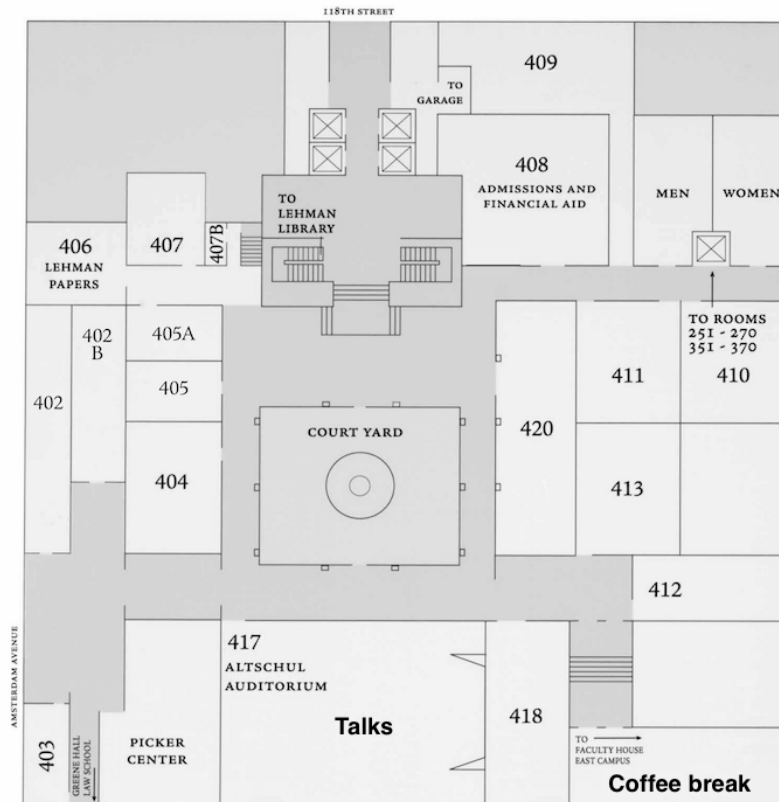 118TH STREET
409
TO
GARAGE
408
ADMISSIONS AND
FINANCIAL AID
MEN
WOMEN
TO
LEHMAN
LIBRARY
406
LEHMAN
PAPERS
407
407B
TO ROOMS
251 - 270
351 - 370
402
B
405A
411
410
402
405
COURT YARD
420
404
413
412
AMSTERDAM AVENUE
417
ALTSCHUL
AUDITORIUM
Talks
418
403
GREENE HALL
LAW SCHOOL
PICKER
CENTER
TO
FACULTY HOUSE
EAST CAMPUS
Coffee break